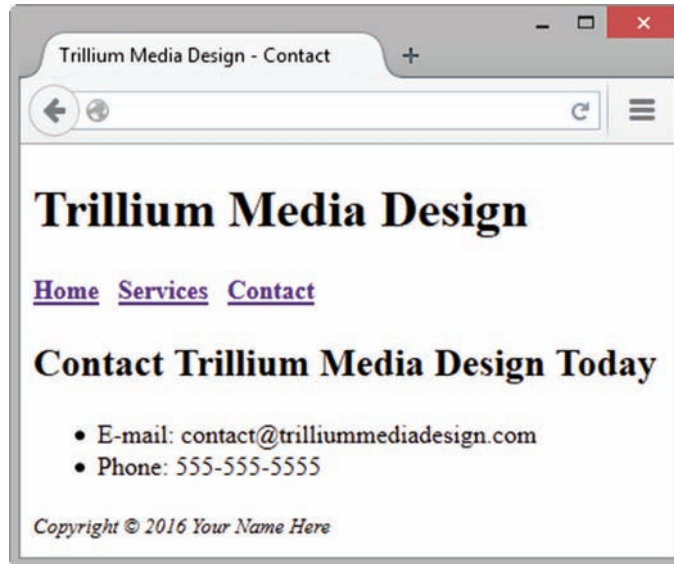 Trillium Media Design - Contact
Trillium Media Design
Home Services Contact
Contact Trillium Media Design Today
• E-mail: contact@trilliummediadesign.com
• Phone: 555-555-5555
Copyright © 2016 Your Name Here